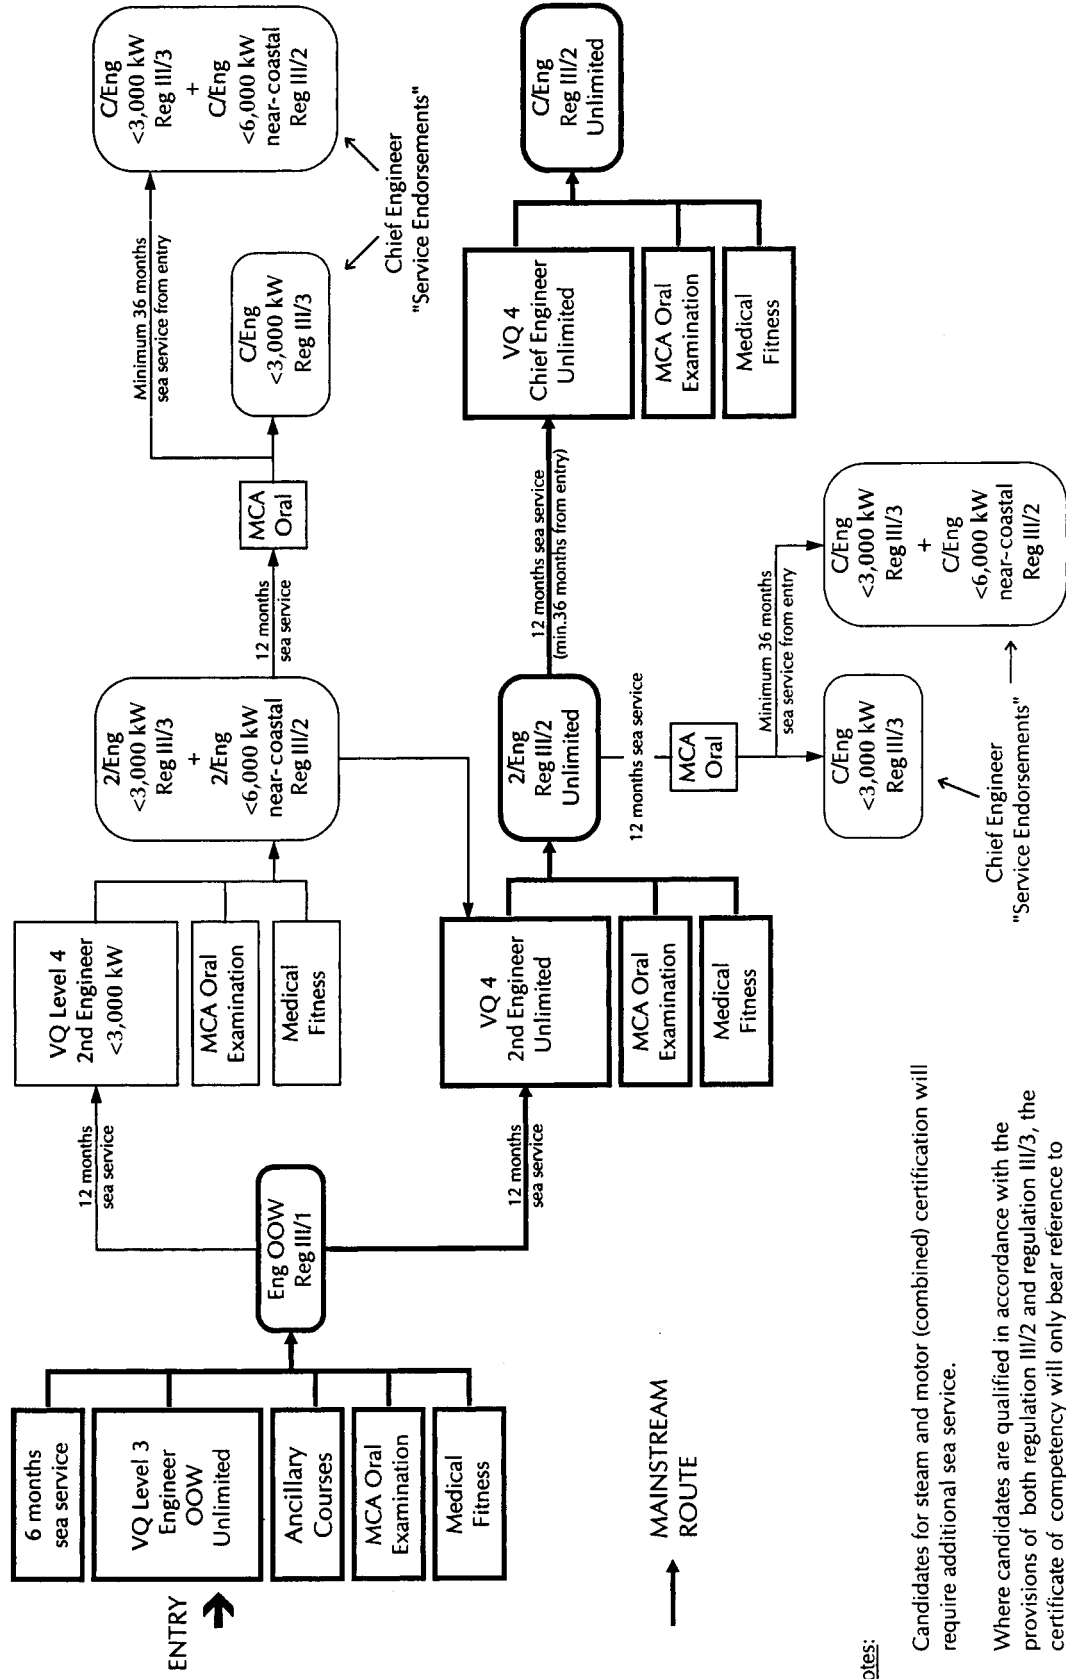 ENTRY
6 months
sea service
VQ Level 3
Engineer
OOW
Unlimited
Ancillary
Courses
MCA Oral
Examination
Medical
Fitness
Eng OOW
Reg III/1
12 months
sea service
12 months
sea service
VQ Level 4
2nd Engineer
<3,000 kW
MCA Oral
Examination
Medical
Fitness
VQ 4
2nd Engineer
Unlimited
MCA Oral
Examination
Medical
Fitness
2/Eng
<3,000 kW
Reg III/3
+
2/Eng
<6,000 kW
near-coastal
Reg III/2
2/Eng
Reg III/2
Unlimited
12 months
sea service
MCA
Oral
Minimum 36 months
sea service from entry
C/Eng
<3,000 kW
Reg III/3
C/Eng
<3,000 kW
Reg III/3
+
C/Eng
<6,000 kW
near-coastal
Reg III/2
Chief Engineer
"Service Endorsements"
12 months sea service
(min.36 months from entry)
VQ 4
Chief Engineer
Unlimited
MCA Oral
Examination
Medical
Fitness
C/Eng
Reg III/2
Unlimited
12 months sea service
MCA
Oral
Minimum 36 months
sea service from entry
C/Eng
<3,000 kW
Reg III/3
C/Eng
<3,000 kW
Reg III/3
+
C/Eng
<6,000 kW
near-coastal
Reg III/2
Chief Engineer
"Service Endorsements"
MAINSTREAM
ROUTE
otes:
Candidates for steam and motor (combined) certification will
require additional sea service.
Where candidates are qualified in accordance with the
provisions of both regulation III/2 and regulation III/3, the
certificate of competency will only bear reference to